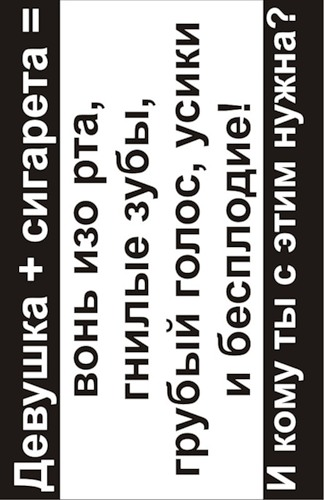 Девушка + сигарета =
вонь изо рта,
гнилые зубы,
грубый голос, усики
и бесплодие!
И кому ты с этим нужна?